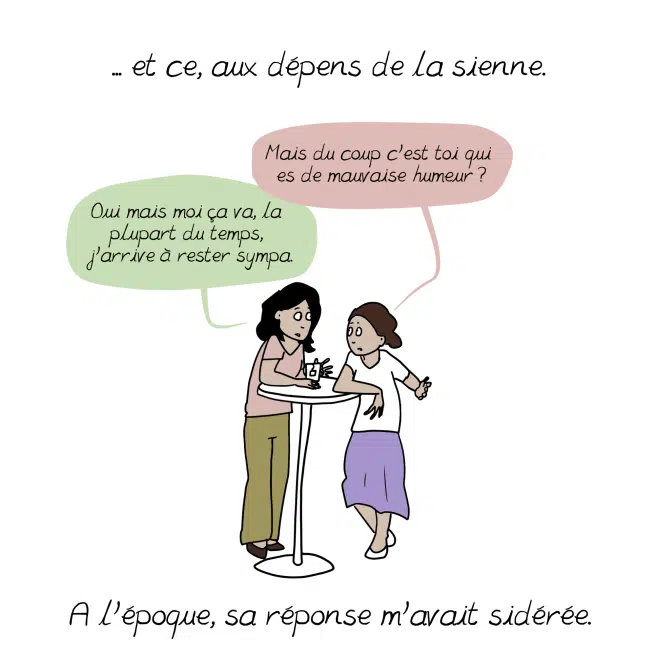 ... et ce, aux dépens de la sienne.
Mais du coup c'est toi qui
es de mauvaise humeur ?
Oui mais moi ça va, la
plupart du temps,
j'arrive à rester sympa.
A l'époque, sa réponse m'avait sidérée.